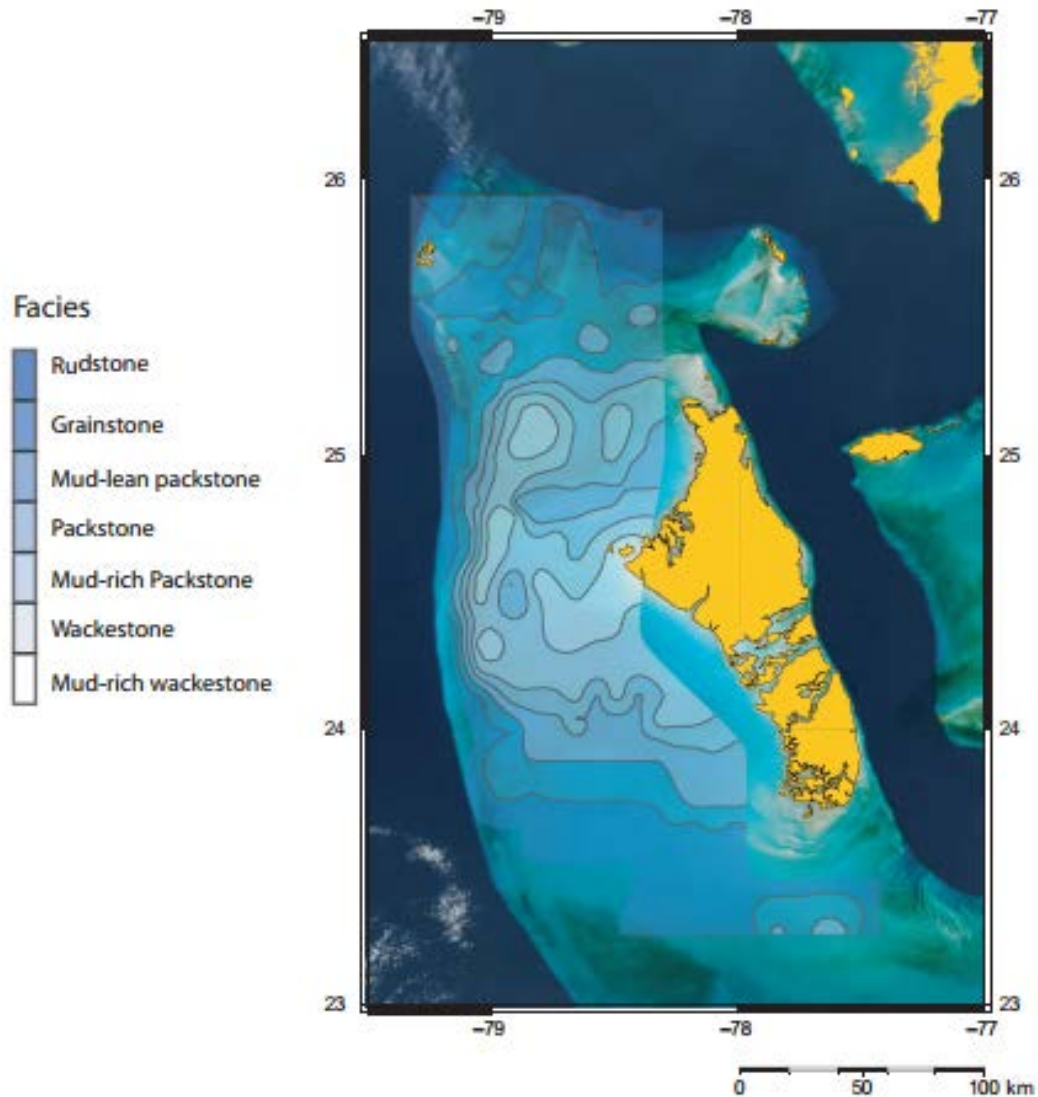 -79 -78 -77
26 26
25 25
24 24
23 23
-79 -78 -77
Facies
Rudstone
Grainstone
Mud-lean packstone
Packstone
Mud-rich Packstone
Wackestone
Mud-rich wackestone
0 50 100 km